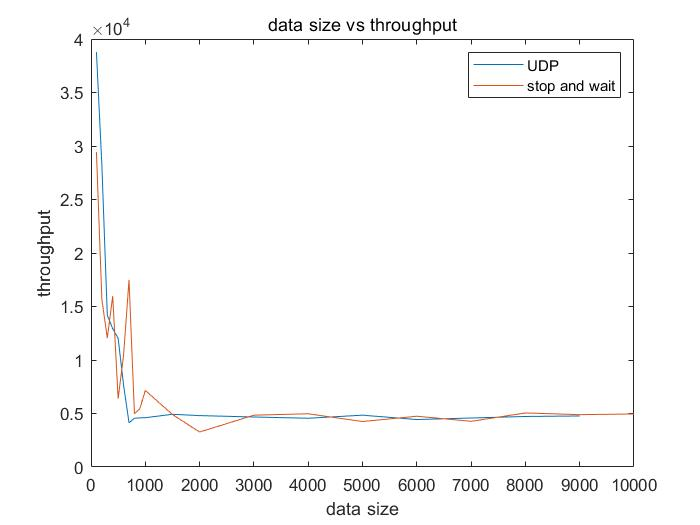 data size vs throughput
×10^4
4
3.5
3
2.5
2
1.5
1
0.5
0
throughput
UDP
stop and wait
0 1000 2000 3000 4000 5000 6000 7000 8000 9000 10000
data size